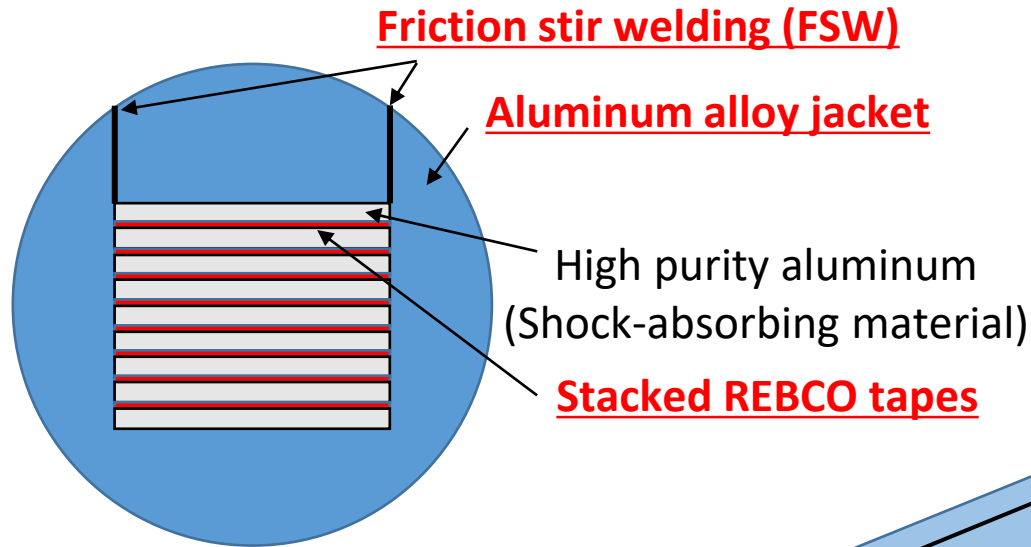 Friction stir welding (FSW)
Aluminum alloy jacket
High purity aluminum
(Shock-absorbing material)
Stacked REBCO tapes